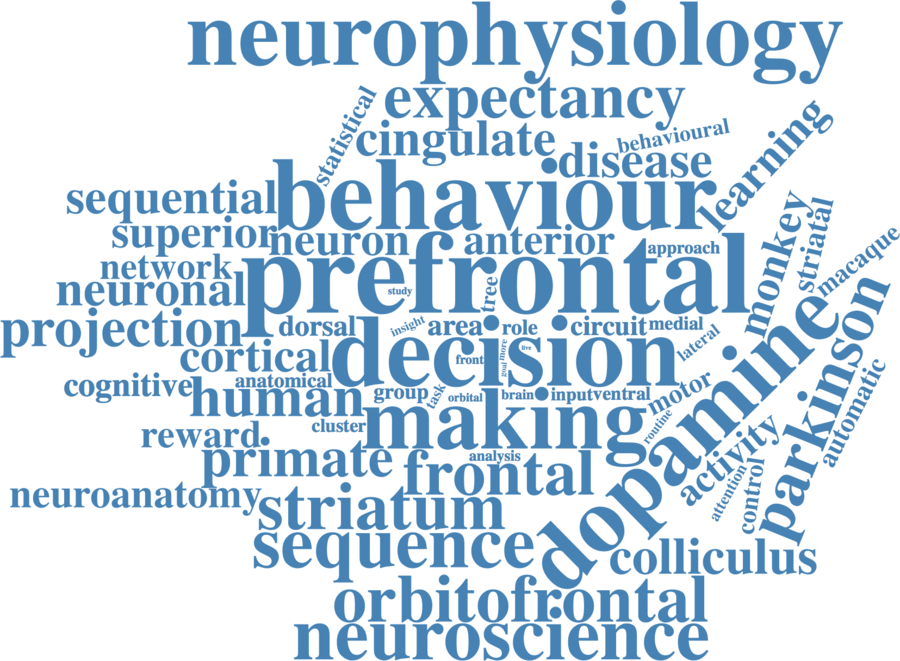 neurophysiology
expectancy
statistical
cingulate
behavioural
learning
disease
behaviour
sequential
superior
neuron
anterior
approach
monkey
striatal
macaque
network
prefrontal
neuronal
study
tree
projection
dorsal
insight
area
role
circuit
medial
lateral
dopamine
parkinson
cortical
decision
front
more
goal
live
cognitive
anatomical
human
group
task
orbital
brain
input
ventral
motor
routine
automatic
cluster
making
reward
primate
analysis
frontal
activity
attention
control
neuroanatomy
striatum
sequence
colliculus
orbitofrontal
neuroscience